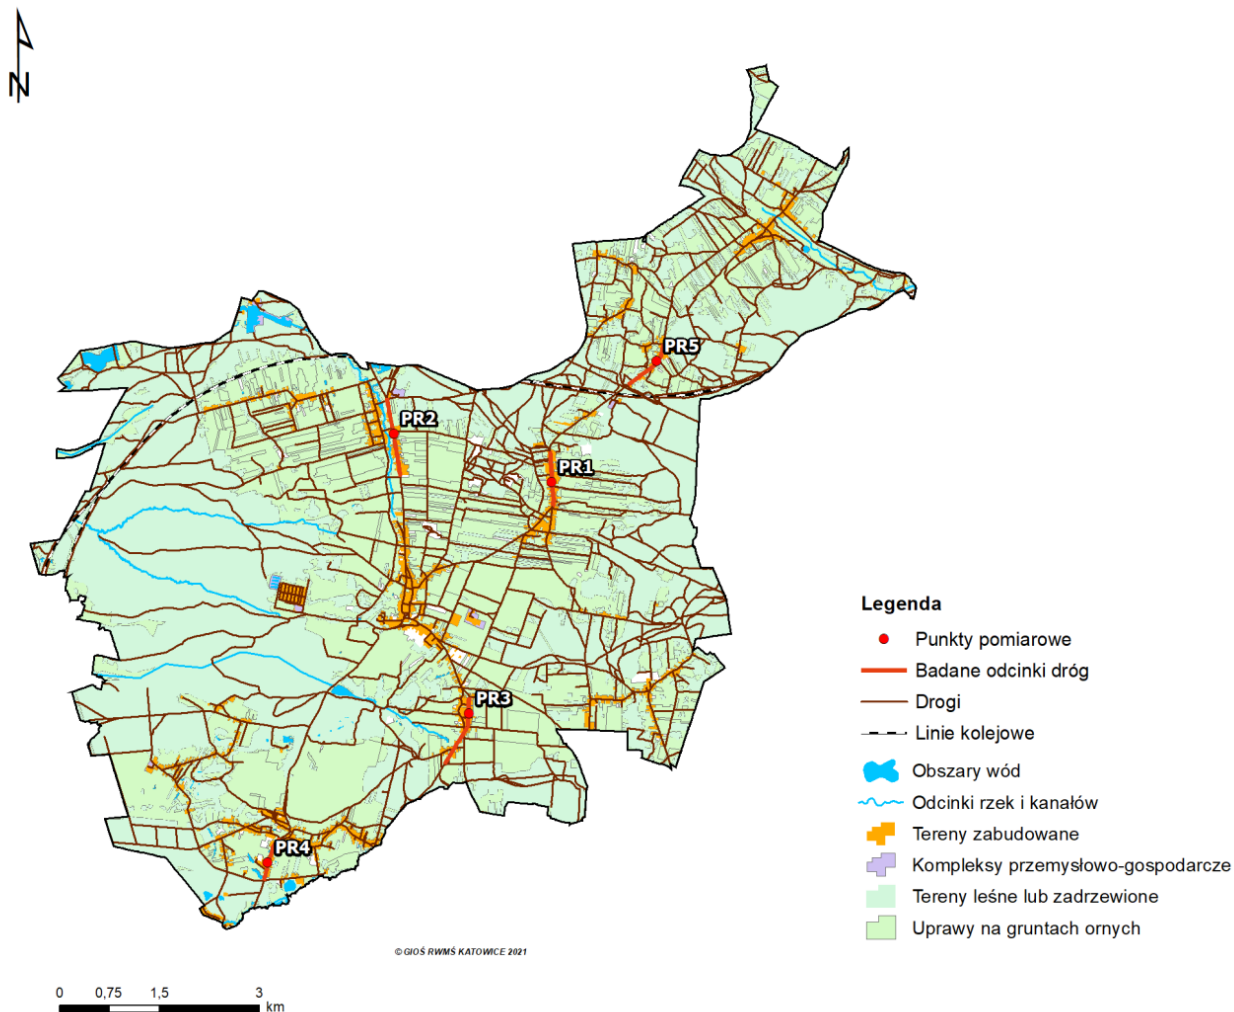 N
PR5
PR2
PR1
PR3
PR4
Legenda
Punkty pomiarowe
Badane odcinki dróg
Drogi
Linie kolejowe
Obszary wód
Odcinki rzek i kanałów
Tereny zabudowane
Kompleksy przemysłowo-gospodarcze
Tereny leśne lub zadrzewione
Uprawy na gruntach ornych
© GIOŚ RWMŚ KATOWICE 2021
0 0,75 1,5 3
km